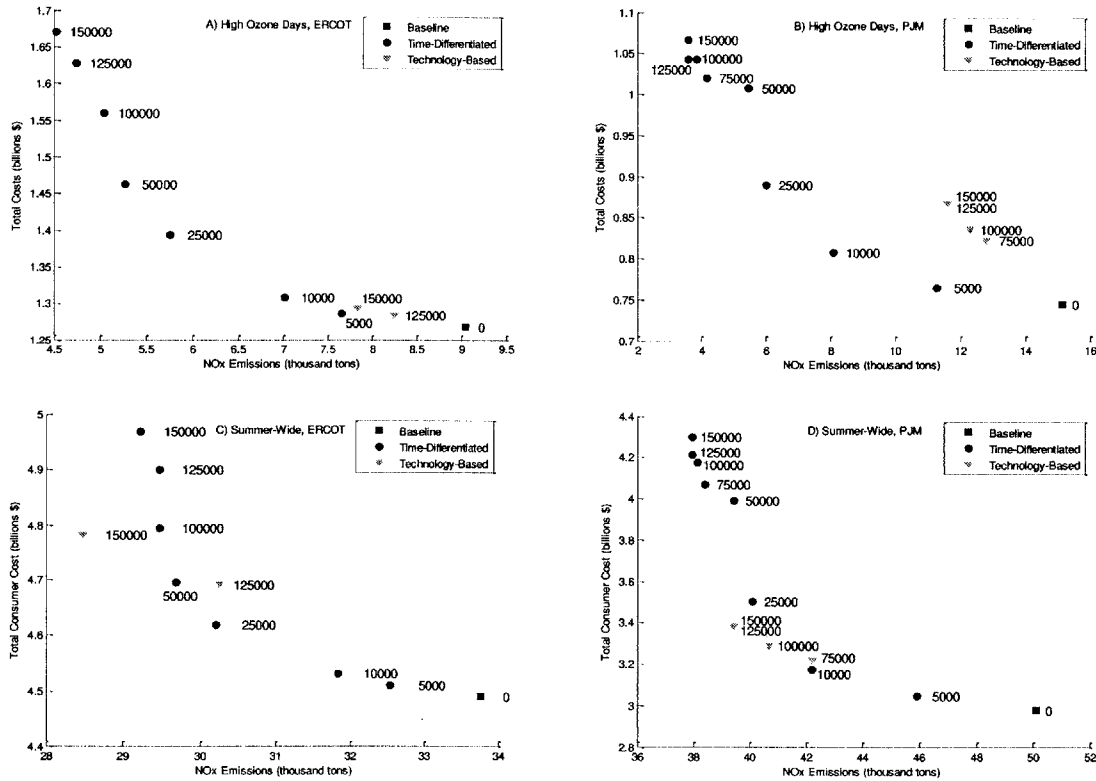 A) High Ozone Days, ERCOT
Baseline
Time-Differentiated
Technology-Based
Total Costs (billions $)
1.7
1.65
1.6
1.55
1.5
1.45
1.4
1.35
1.3
1.25
150000
125000
100000
50000
25000
10000
150000
5000
125000
0
4.5 5 5.5 6 6.5 7 7.5 8 8.5 9 9.5
NOx Emissions (thousand tons)
B) High Ozone Days, PJM
Baseline
Time-Differentiated
Technology-Based
Total Costs (billions $)
1.1
1.05
1
0.95
0.9
0.85
0.8
0.75
0.7
150000
100000
125000
75000
50000
25000
150000
125000
100000
75000
10000
5000
0
2 4 6 8 10 12 14 16
NOx Emissions (thousand tons)
C) Summer-Wide, ERCOT
Baseline
Time-Differentiated
Technology-Based
Total Consumer Cost (billions $)
5
4.9
4.8
4.7
4.6
4.5
4.4
150000
125000
100000
150000
125000
50000
25000
10000
5000
0
28 29 30 31 32 33 34
NOx Emissions (thousand tons)
D) Summer-Wide, PJM
Baseline
Time-Differentiated
Technology-Based
Total Consumer Cost (billions $)
4.4
4.2
4
3.8
3.6
3.4
3.2
3
2.8
150000
125000
100000
75000
50000
25000
150000
125000
100000
75000
10000
5000
0
36 38 40 42 44 46 48 50 52
NOx Emissions (thousand tons)